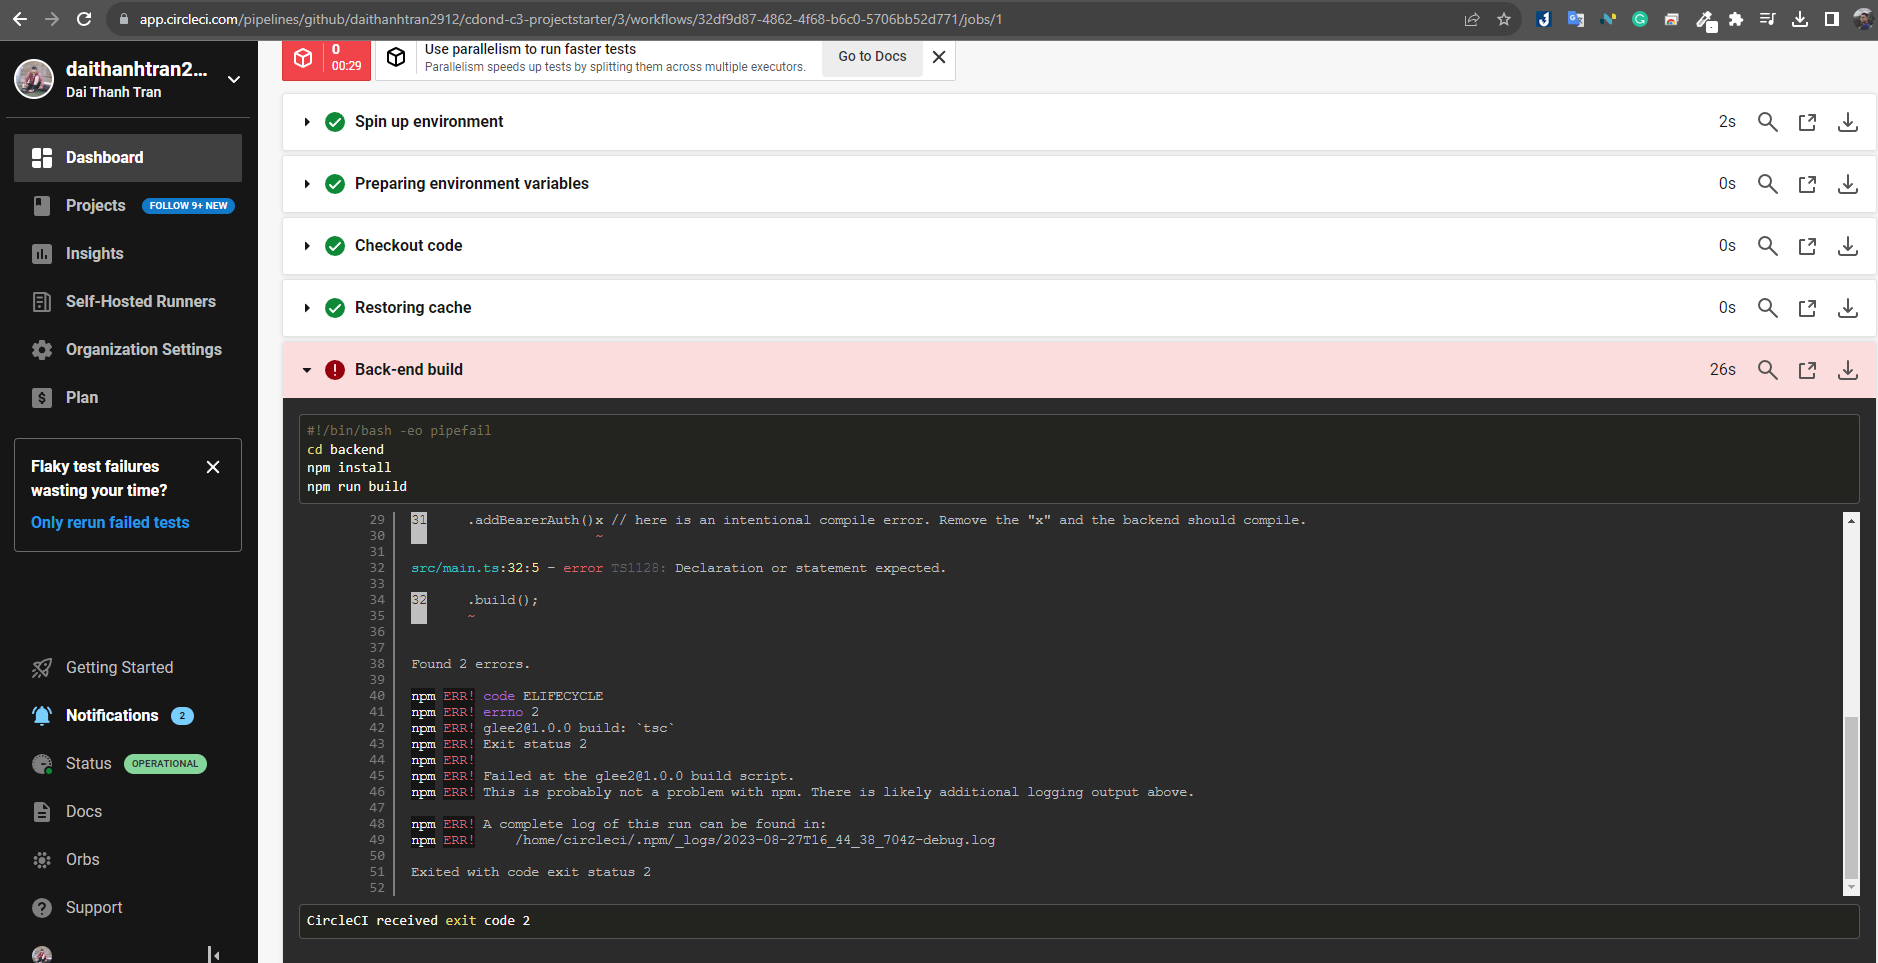 app.circleci.com/pipelines/github/daithanhtran2912/cdond-c3-projectstarter/3/workflows/32df9d87-4862-4f68-b6c0-5706bb52d771/jobs/1
daithanhtran2...
Dai Thanh Tran
Dashboard
Projects
FOLLOW 9+ NEW
Insights
Self-Hosted Runners
Organization Settings
Plan
Flaky test failures
wasting your time?
Only rerun failed tests
Getting Started
Notifications
2
Status
OPERATIONAL
Docs
Orbs
Support
0
00:29
Use parallelism to run faster tests
Parallelism speeds up tests by splitting them across multiple executors.
Go to Docs
Spin up environment
2s
Preparing environment variables
0s
Checkout code
0s
Restoring cache
0s
Back-end build
26s
#!/bin/bash -eo pipefail
cd backend
npm install
npm run build
29 31 .addBearerAuth()x // here is an intentional compile error. Remove the "x" and the backend should compile.
30 ~
31
32 src/main.ts:32:5 - error TS1128: Declaration or statement expected.
33
34 32 .build();
35 ~
36
37
38 Found 2 errors.
39
40 npm ERR! code ELIFECYCLE
41 npm ERR! errno 2
42 npm ERR! glee2@1.0.0 build: `tsc`
43 npm ERR! Exit status 2
44 npm ERR!
45 npm ERR! Failed at the glee2@1.0.0 build script.
46 npm ERR! This is probably not a problem with npm. There is likely additional logging output above.
47
48 npm ERR! A complete log of this run can be found in:
49 npm ERR! /home/circleci/.npm/_logs/2023-08-27T16_44_38_704Z-debug.log
50
51 Exited with code exit status 2
52
CircleCI received exit code 2